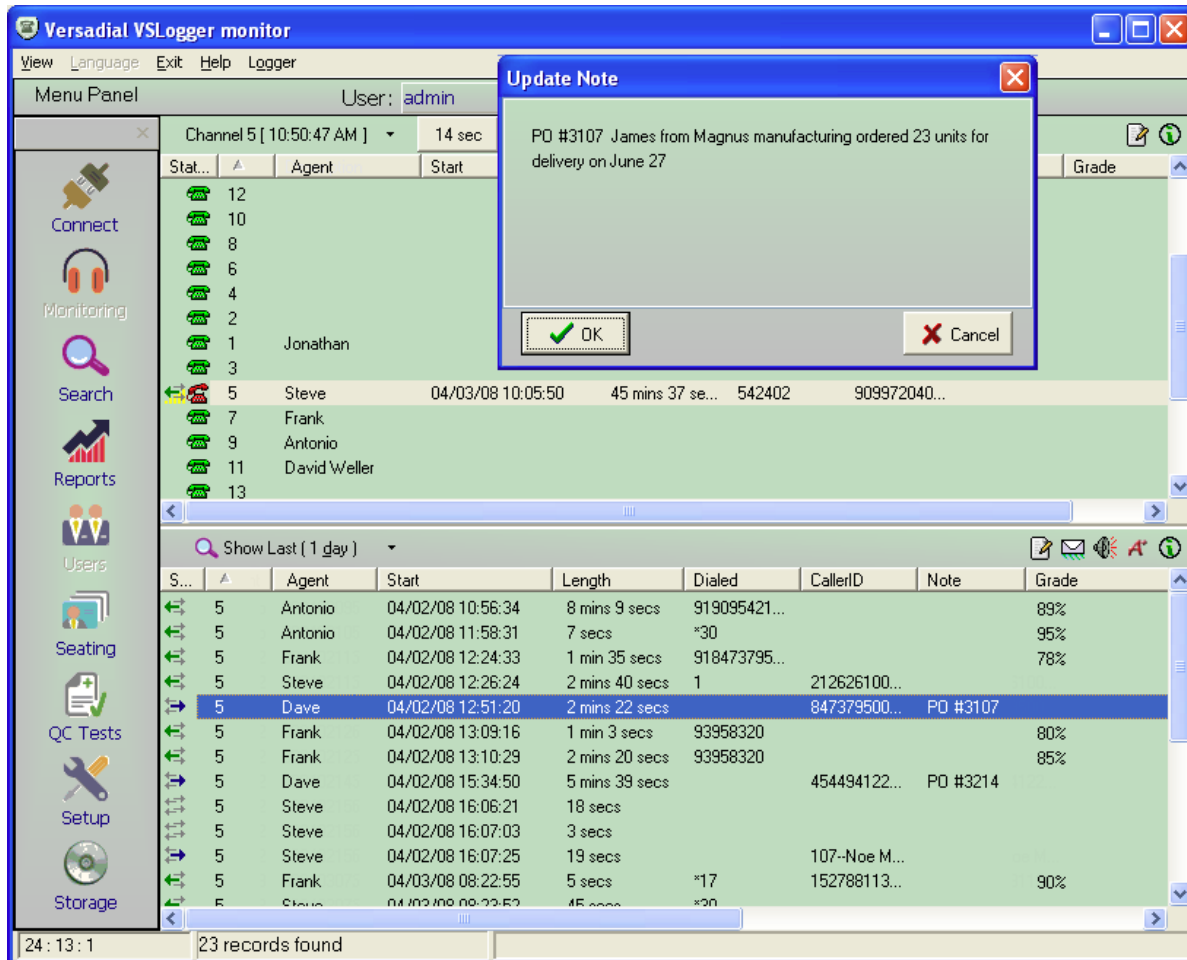 Versadial VSLogger monitor
View Language Exit Help Logger
Menu Panel User: admin
Channel 5 [ 10:50:47 AM ] 14 sec
Stat... Agent Start Grade
12
10
8
6
4
2
1 Jonathan
3
5 Steve 04/03/08 10:05:50 45 mins 37 se... 542402 909972040...
7 Frank
9 Antonio
11 David Weller
13
Update Note
PO #3107 James from Magnus manufacturing ordered 23 units for
delivery on June 27
OK Cancel
Connect
Monitoring
Search
Reports
Users
Seating
QC Tests
Setup
Storage
Show Last ( 1 day )
S... Agent Start Length Dialed CallerID Note Grade
5 Antonio 04/02/08 10:56:34 8 mins 9 secs 919095421... 89%
5 Antonio 04/02/08 11:58:31 7 secs *30 95%
5 Frank 04/02/08 12:24:33 1 min 35 secs 918473795... 78%
5 Steve 04/02/08 12:26:24 2 mins 40 secs 1 212626100...
5 Dave 04/02/08 12:51:20 2 mins 22 secs 847379500... PO #3107
5 Frank 04/02/08 13:09:16 1 min 3 secs 93958320 80%
5 Frank 04/02/08 13:10:29 2 mins 20 secs 93958320 85%
5 Dave 04/02/08 15:34:50 5 mins 39 secs 454494122... PO #3214
5 Steve 04/02/08 16:06:21 18 secs
5 Steve 04/02/08 16:07:03 3 secs
5 Steve 04/02/08 16:07:25 19 secs 107--Noe M...
5 Frank 04/03/08 08:22:55 5 secs *17 152788113... 90%
24 : 13 : 1 23 records found